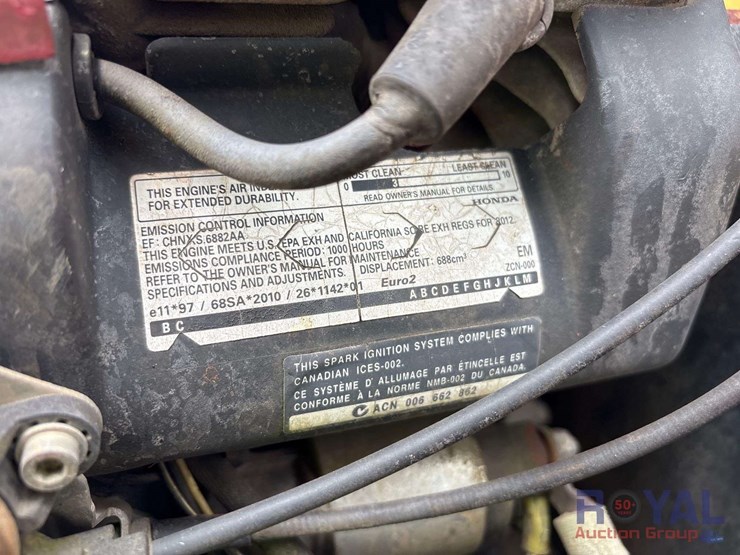 THIS ENGINE'S AIR INDE
FOR EXTENDED DURABILITY.
MOST CLEAN LEAST CLEAN
0 3 10
READ OWNER'S MANUAL FOR DETAILS.
HONDA
EMISSION CONTROL INFORMATION
EF: CHNXS.6882AA
THIS ENGINE MEETS U.S. EPA EXH AND CALIFORNIA SORE EXH REGS FOR 2012.
EMISSIONS COMPLIANCE PERIOD: 1000 HOURS
REFER TO THE OWNER'S MANUAL FOR MAINTENANCE
SPECIFICATIONS AND ADJUSTMENTS. DISPLACEMENT: 688cm³
EM
ZCN-000
e11*97 / 68SA*2010 / 26*1142*01 Euro2
B C
A B C D E F G H J K L M
THIS SPARK IGNITION SYSTEM COMPLIES WITH
CANADIAN ICES-002.
CE SYSTÈME D' ALLUMAGE PAR ÉTINCELLE EST
CONFORME À LA NORME NMB-002 DU CANADA.
ACN 006 662 862
ROYAL
50
Auction Group